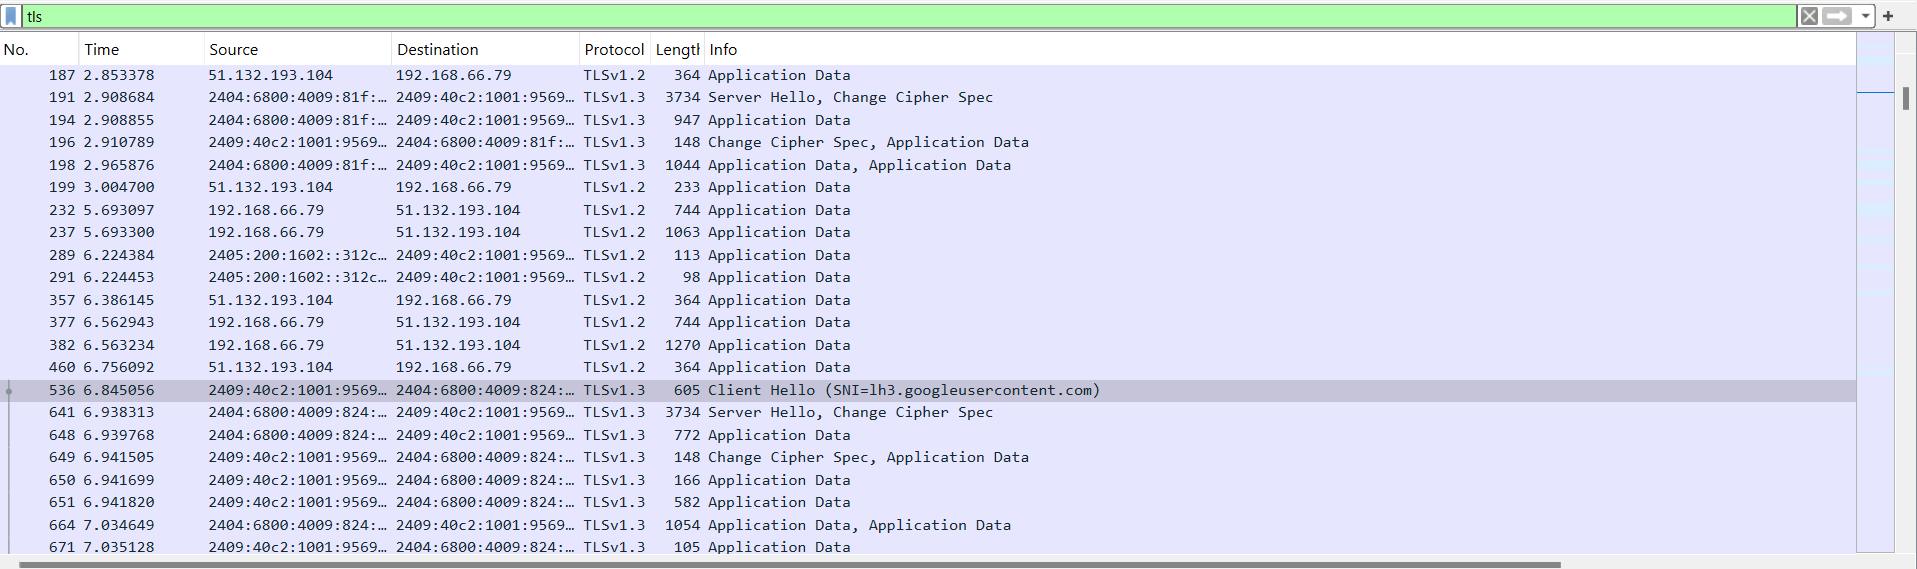 tls
No. Time Source Destination Protocol Lengt Info
187 2.853378 51.132.193.104 192.168.66.79 TLSv1.2 364 Application Data
191 2.908684 2404:6800:4009:81f:… 2409:40c2:1001:9569… TLSv1.3 3734 Server Hello, Change Cipher Spec
194 2.908855 2404:6800:4009:81f:… 2409:40c2:1001:9569… TLSv1.3 947 Application Data
196 2.910789 2409:40c2:1001:9569… 2404:6800:4009:81f:… TLSv1.3 148 Change Cipher Spec, Application Data
198 2.965876 2404:6800:4009:81f:… 2409:40c2:1001:9569… TLSv1.3 1044 Application Data, Application Data
199 3.004700 51.132.193.104 192.168.66.79 TLSv1.2 233 Application Data
232 5.693097 192.168.66.79 51.132.193.104 TLSv1.2 744 Application Data
237 5.693300 192.168.66.79 51.132.193.104 TLSv1.2 1063 Application Data
289 6.224384 2405:200:1602::312c… 2409:40c2:1001:9569… TLSv1.2 113 Application Data
291 6.224453 2405:200:1602::312c… 2409:40c2:1001:9569… TLSv1.2 98 Application Data
357 6.386145 51.132.193.104 192.168.66.79 TLSv1.2 364 Application Data
377 6.562943 192.168.66.79 51.132.193.104 TLSv1.2 744 Application Data
382 6.563234 192.168.66.79 51.132.193.104 TLSv1.2 1270 Application Data
460 6.756092 51.132.193.104 192.168.66.79 TLSv1.2 364 Application Data
536 6.845056 2409:40c2:1001:9569… 2404:6800:4009:824:… TLSv1.3 605 Client Hello (SNI=lh3.googleusercontent.com)
641 6.938313 2404:6800:4009:824:… 2409:40c2:1001:9569… TLSv1.3 3734 Server Hello, Change Cipher Spec
648 6.939768 2404:6800:4009:824:… 2409:40c2:1001:9569… TLSv1.3 772 Application Data
649 6.941505 2409:40c2:1001:9569… 2404:6800:4009:824:… TLSv1.3 148 Change Cipher Spec, Application Data
650 6.941699 2409:40c2:1001:9569… 2404:6800:4009:824:… TLSv1.3 166 Application Data
651 6.941820 2409:40c2:1001:9569… 2404:6800:4009:824:… TLSv1.3 582 Application Data
664 7.034649 2404:6800:4009:824:… 2409:40c2:1001:9569… TLSv1.3 1054 Application Data, Application Data
671 7.035128 2409:40c2:1001:9569… 2404:6800:4009:824:… TLSv1.3 105 Application Data